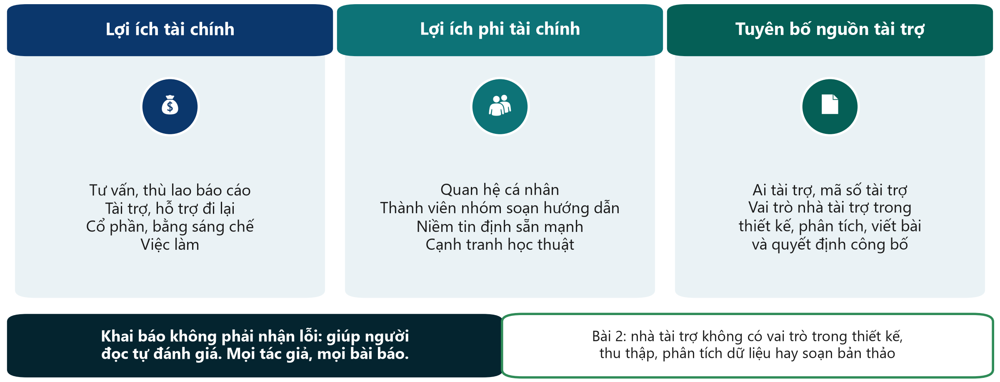 Lợi ích tài chính
Tư vấn, thù lao báo cáo
Tài trợ, hỗ trợ đi lại
Cổ phần, bằng sáng chế
Việc làm
Lợi ích phi tài chính
Quan hệ cá nhân
Thành viên nhóm soạn hướng dẫn
Niềm tin định sẵn mạnh
Cạnh tranh học thuật
Tuyên bố nguồn tài trợ
Ai tài trợ, mã số tài trợ
Vai trò nhà tài trợ trong
thiết kế, phân tích, viết bài
và quyết định công bố
Khai báo không phải nhận lỗi: giúp người
đọc tự đánh giá. Mọi tác giả, mọi bài báo.
Bài 2: nhà tài trợ không có vai trò trong thiết kế,
thu thập, phân tích dữ liệu hay soạn bản thảo